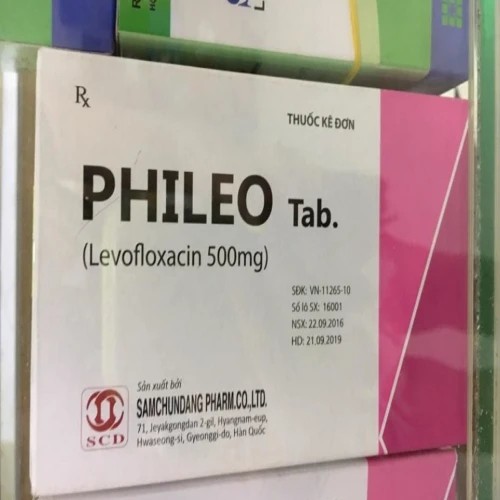 Rx
THUỐC KÊ ĐƠN
PHILEO Tab.
(Levofloxacin 500mg)
SĐK: VN-11265-10
Số lô SX: 16001
NSX: 22.09.2016
HD: 21.09.2019
Sản xuất bởi
SAMCHUNDANG PHARM.CO.,LTD.
71, Jeyakgongdan 2-gil, Hyangnam-eup,
Hwaseong-si, Gyeonggi-do, Hàn Quốc
SCD